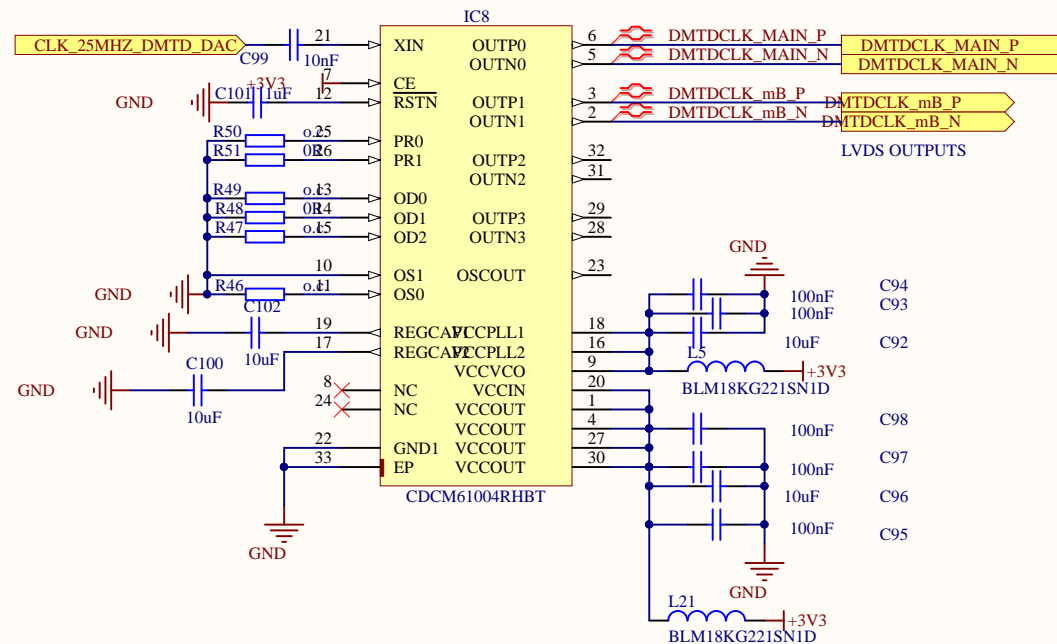 IC8
CLK_25MHZ_DMTD_DAC
C99
10nF
21
XIN
OUTP0
6
DMTDCLK_MAIN_P
DMTDCLK_MAIN_P
OUTN0
5
DMTDCLK_MAIN_N
DMTDCLK_MAIN_N
+3V3
7
CE
GND
C101
1uF
12
RSTN
OUTP1
3
DMTDCLK_mB_P
DMTDCLK_mB_P
OUTN1
2
DMTDCLK_mB_N
DMTDCLK_mB_N
LVDS OUTPUTS
R50
o.c.
25
PR0
R51
0R
26
PR1
OUTP2
32
OUTN2
31
R49
o.c.
13
OD0
R48
0R
14
OD1
OUTP3
29
R47
o.c.
15
OD2
OUTN3
28
10
OS1
OSCOUT
23
GND
R46
o.c.
11
OS0
GND
100nF
C94
100nF
C93
10uF
C92
GND
C102
10uF
19
REGCAP1
VCCPLL1
18
GND
C100
10uF
17
REGCAP2
VCCPLL2
16
VCCVCO
9
L5
BLM18KG221SN1D
+3V3
8
NC
VCCIN
20
24
NC
VCCOUT
1
VCCOUT
4
100nF
C98
22
GND1
VCCOUT
27
33
EP
VCCOUT
30
100nF
C97
10uF
C96
100nF
C95
CDCM61004RHBT
GND
GND
L21
BLM18KG221SN1D
+3V3